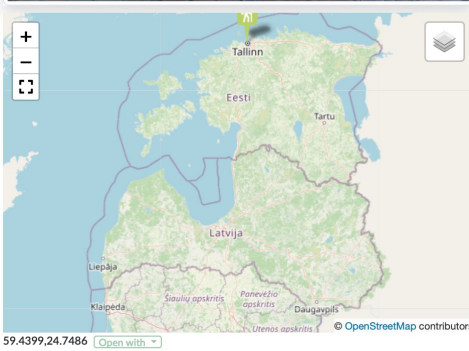 +
Tallinn
−
Eesti
Tartu
Latvija
Liepāja
Klaipėda
Šiaulių apskritis
Panevėžio apskritis
Daugavpils
Utenos apskritis
© OpenStreetMap contributors
59.4399,24.7486 Open with